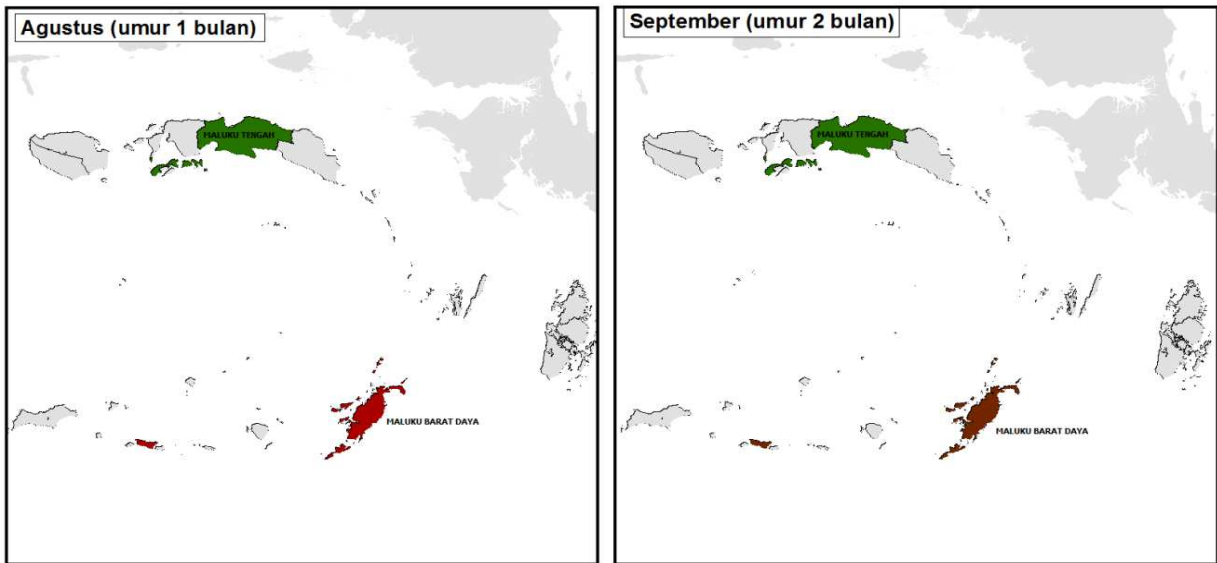 Agustus (umur 1 bulan)
MALUKU TENGAH
MALUKU BARAT DAYA
September (umur 2 bulan)
MALUKU TENGAH
MALUKU BARAT DAYA